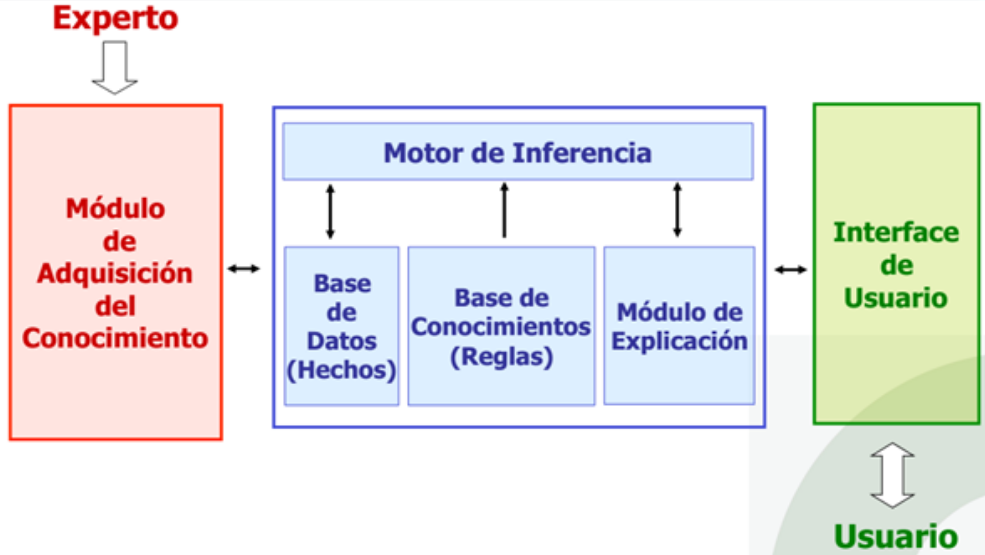 Experto
Módulo
de
Adquisición
del
Conocimiento
Motor de Inferencia
Base
de
Datos
(Hechos)
Base de
Conocimientos
(Reglas)
Módulo de
Explicación
Interface
de
Usuario
Usuario